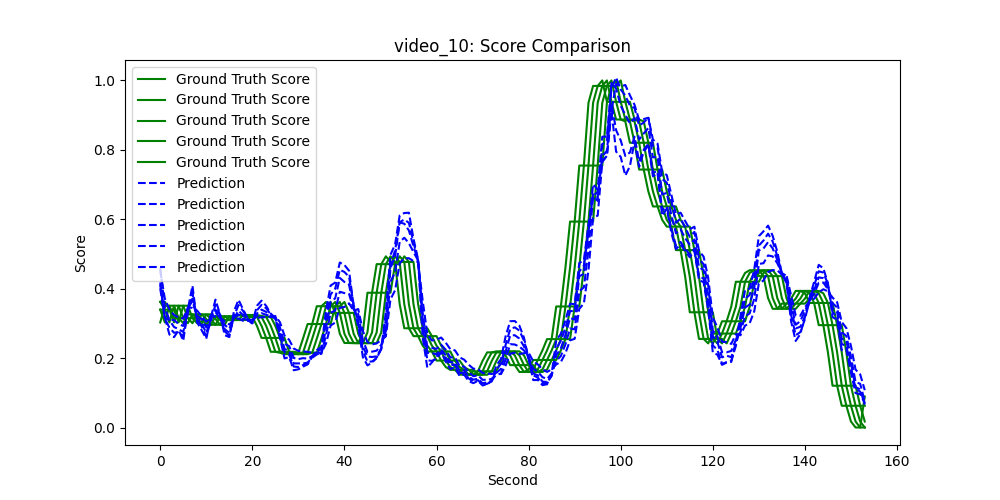 video_10: Score Comparison
Ground Truth Score
Ground Truth Score
Ground Truth Score
Ground Truth Score
Ground Truth Score
Prediction
Prediction
Prediction
Prediction
Prediction
Score
1.0
0.8
0.6
0.4
0.2
0.0
0 20 40 60 80 100 120 140 160
Second